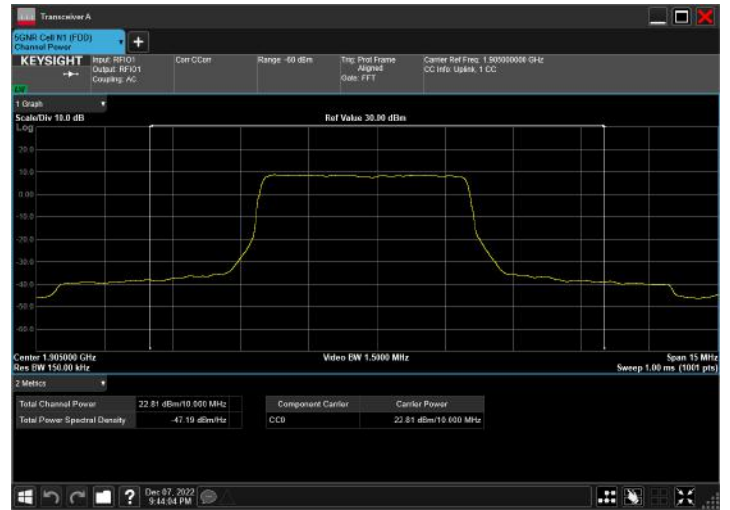 Transceiver A
5GNR Cell N1 (FDD)
Channel Power
KEYSIGHT
Input: RFIO1
Output: RFIO1
Coupling: AC
Corr CCorr
Range: -60 dBm
Trig: Prot Frame
Aligned
Gate: FFT
Carrier Ref Freq: 1.905000000 GHz
CC Info: Uplink, 1 CC
1 Graph
Scale/Div 10.0 dB
Ref Value 30.00 dBm
Log
20.0
10.0
0.00
-10.0
-20.0
-30.0
-40.0
-50.0
-60.0
Center 1.905000 GHz
Video BW 1.5000 MHz
Span 15 MHz
Res BW 150.00 kHz
Sweep 1.00 ms (1001 pts)
2 Metrics
Total Channel Power 22.81 dBm/10.000 MHz
Total Power Spectral Density -47.19 dBm/Hz
Component Carrier Carrier Power
CC0 22.81 dBm/10.000 MHz
?
Dec 07, 2022
9:44:04 PM